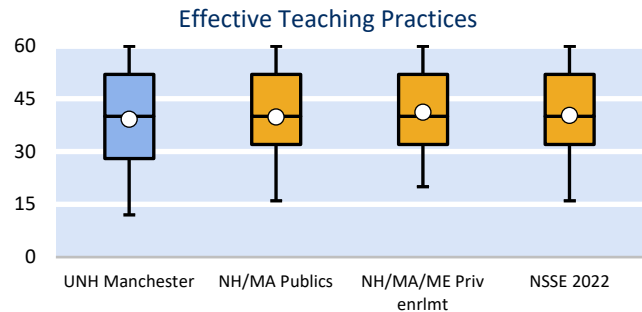 Effective Teaching Practices
60
45
30
15
0
UNH Manchester
NH/MA Publics
NH/MA/ME Priv
enrlmt
NSSE 2022